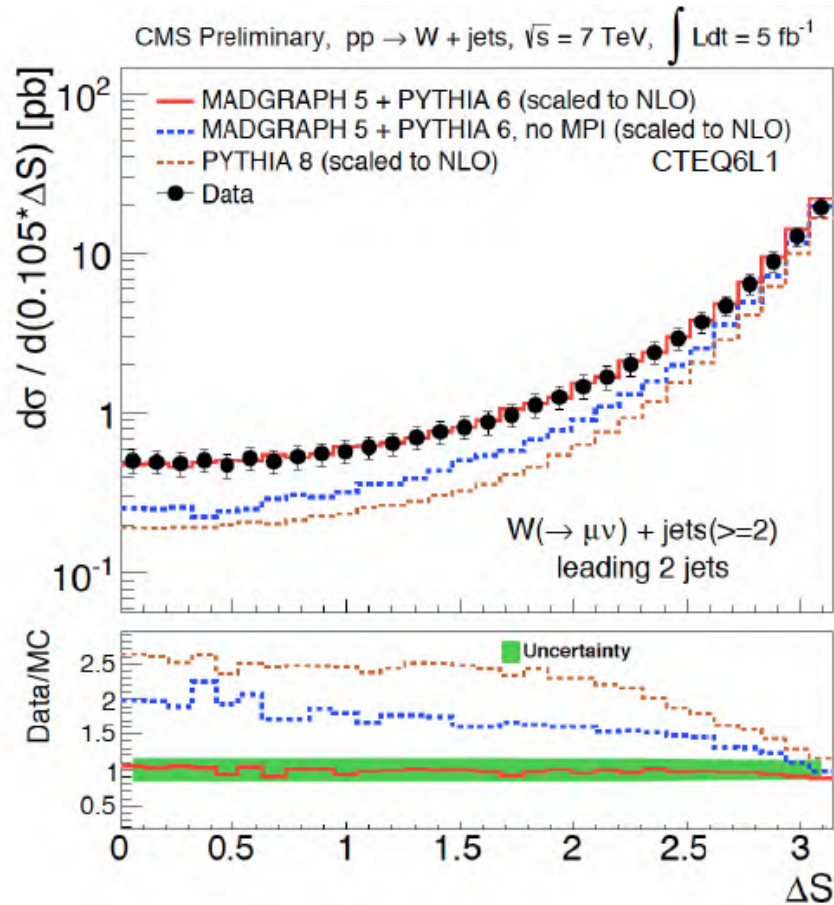 CMS Preliminary, pp → W + jets, √s = 7 TeV, ∫ Ldt = 5 fb⁻¹
dσ / d(0.105*ΔS) [pb]
10²
10
1
10⁻¹
MADGRAPH 5 + PYTHIA 6 (scaled to NLO)
MADGRAPH 5 + PYTHIA 6, no MPI (scaled to NLO)
PYTHIA 8 (scaled to NLO)
CTEQ6L1
Data
W(→ μν) + jets(>=2)
leading 2 jets
Data/MC
2.5
2
1.5
1
0.5
Uncertainty
0 0.5 1 1.5 2 2.5 3
ΔS